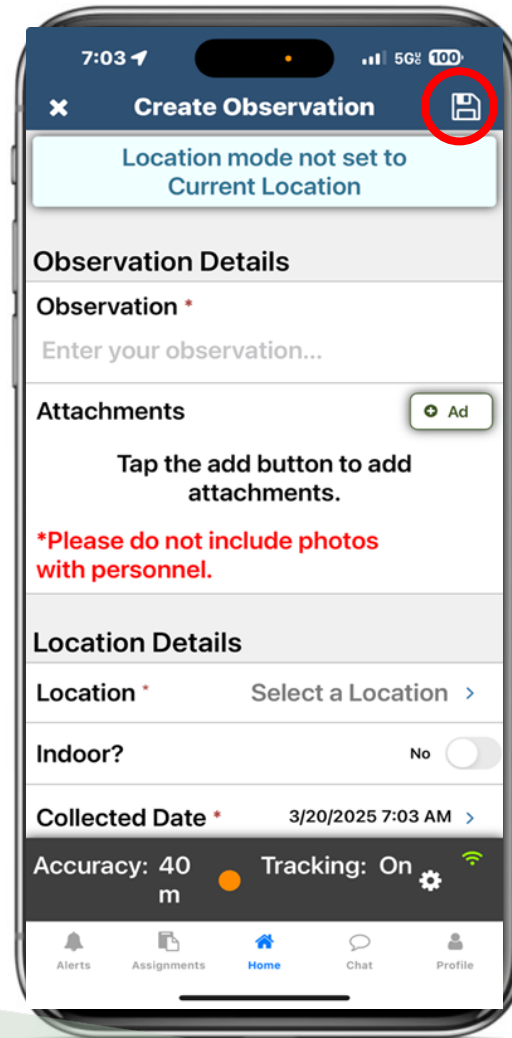 7:03 5G 100
× Create Observation
Location mode not set to
Current Location
Observation Details
Observation *
Enter your observation...
Attachments Ad
Tap the add button to add
attachments.
*Please do not include photos
with personnel.
Location Details
Location * Select a Location >
Indoor? No
Collected Date * 3/20/2025 7:03 AM >
Accuracy: 40 Tracking: On
m
Alerts Assignments Home Chat Profile